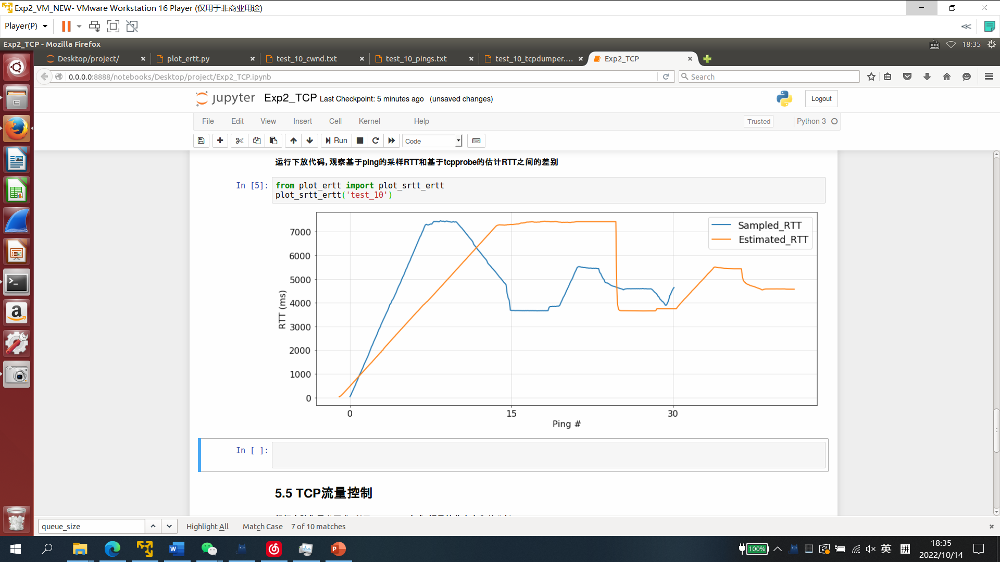 Exp2_VM_NEW- VMware Workstation 16 Player (仅用于非商业用途)
Player(P)
Exp2_TCP - Mozilla Firefox
18:35
Desktop/project/
plot_ertt.py
test_10_cwnd.txt
test_10_pings.txt
test_10_tcpdumper....
Exp2_TCP
0.0.0.0:8888/notebooks/Desktop/project/Exp2_TCP.ipynb
Search
jupyter Exp2_TCP Last Checkpoint: 5 minutes ago (unsaved changes)
Logout
File Edit View Insert Cell Kernel Help
Trusted
Python 3
Run
Code
运行下放代码，观察基于ping的采样RTT和基于tcpprobe的估计RTT之间的差别
In [5]:
from plot_ertt import plot_srtt_ertt
plot_srtt_ertt('test_10')
Sampled_RTT
Estimated_RTT
RTT (ms)
7000
6000
5000
4000
3000
2000
1000
0
0 15 30
Ping #
In [ ]:
5.5 TCP流量控制
queue_size
Highlight All
Match Case
7 of 10 matches
100%
英
拼
18:35
2022/10/14